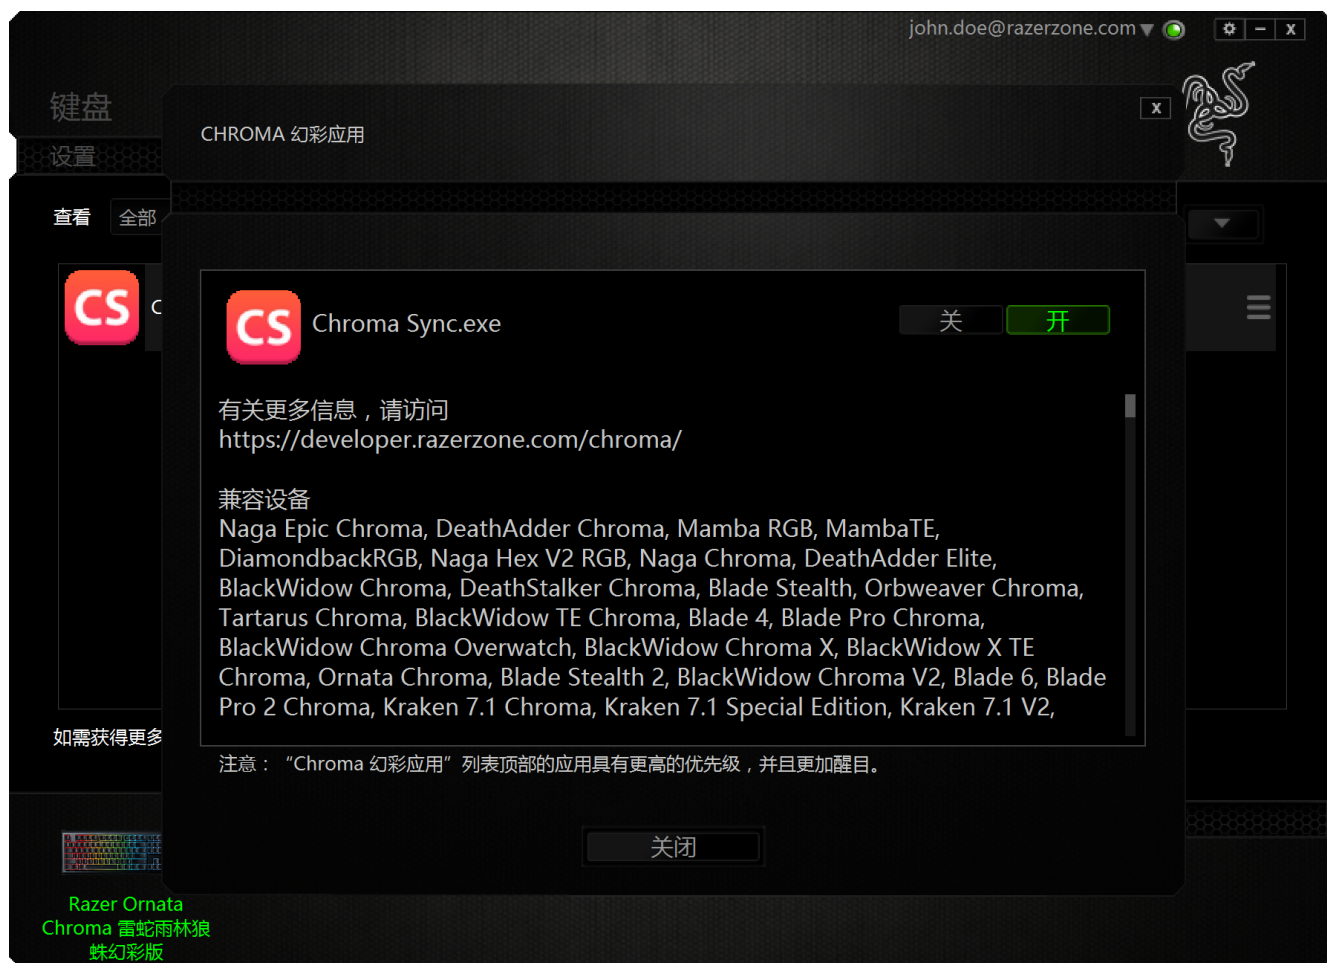 john.doe@razerzone.com
键盘
设置
CHROMA 幻彩应用
X
X
查看
全部
CS
C
CS
Chroma Sync.exe
关
开
有关更多信息，请访问
https://developer.razerzone.com/chroma/
兼容设备
Naga Epic Chroma, DeathAdder Chroma, Mamba RGB, MambaTE,
DiamondbackRGB, Naga Hex V2 RGB, Naga Chroma, DeathAdder Elite,
BlackWidow Chroma, DeathStalker Chroma, Blade Stealth, Orbweaver Chroma,
Tartarus Chroma, BlackWidow TE Chroma, Blade 4, Blade Pro Chroma,
BlackWidow Chroma Overwatch, BlackWidow Chroma X, BlackWidow X TE
Chroma, Ornata Chroma, Blade Stealth 2, BlackWidow Chroma V2, Blade 6, Blade
Pro 2 Chroma, Kraken 7.1 Chroma, Kraken 7.1 Special Edition, Kraken 7.1 V2,
如需获得更多
注意：“Chroma 幻彩应用”列表顶部的应用具有更高的优先级，并且更加醒目。
关闭
Razer Ornata
Chroma 雷蛇雨林狼
蛛幻彩版